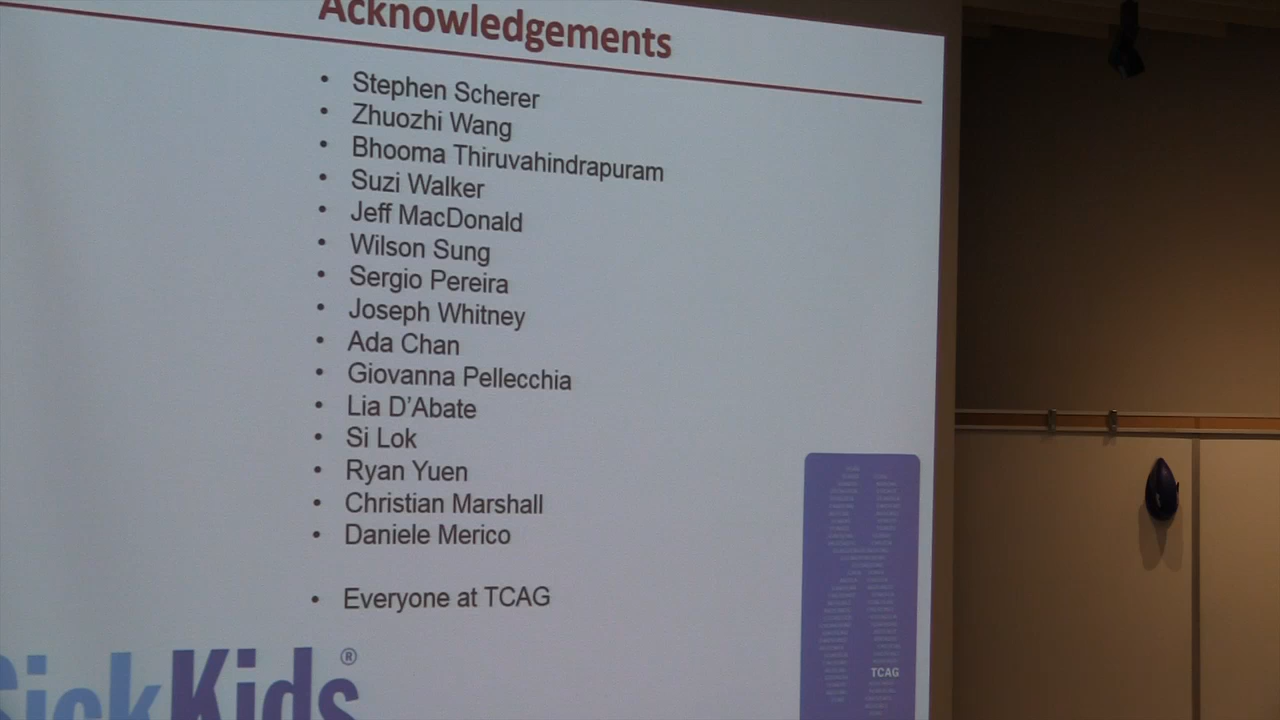 Acknowledgements
• Stephen Scherer
• Zhuozhi Wang
• Bhooma Thiruvahindrapuram
• Suzi Walker
• Jeff MacDonald
• Wilson Sung
• Sergio Pereira
• Joseph Whitney
• Ada Chan
• Giovanna Pellecchia
• Lia D'Abate
• Si Lok
• Ryan Yuen
• Christian Marshall
• Daniele Merico
• Everyone at TCAG
SickKids®
TCAG